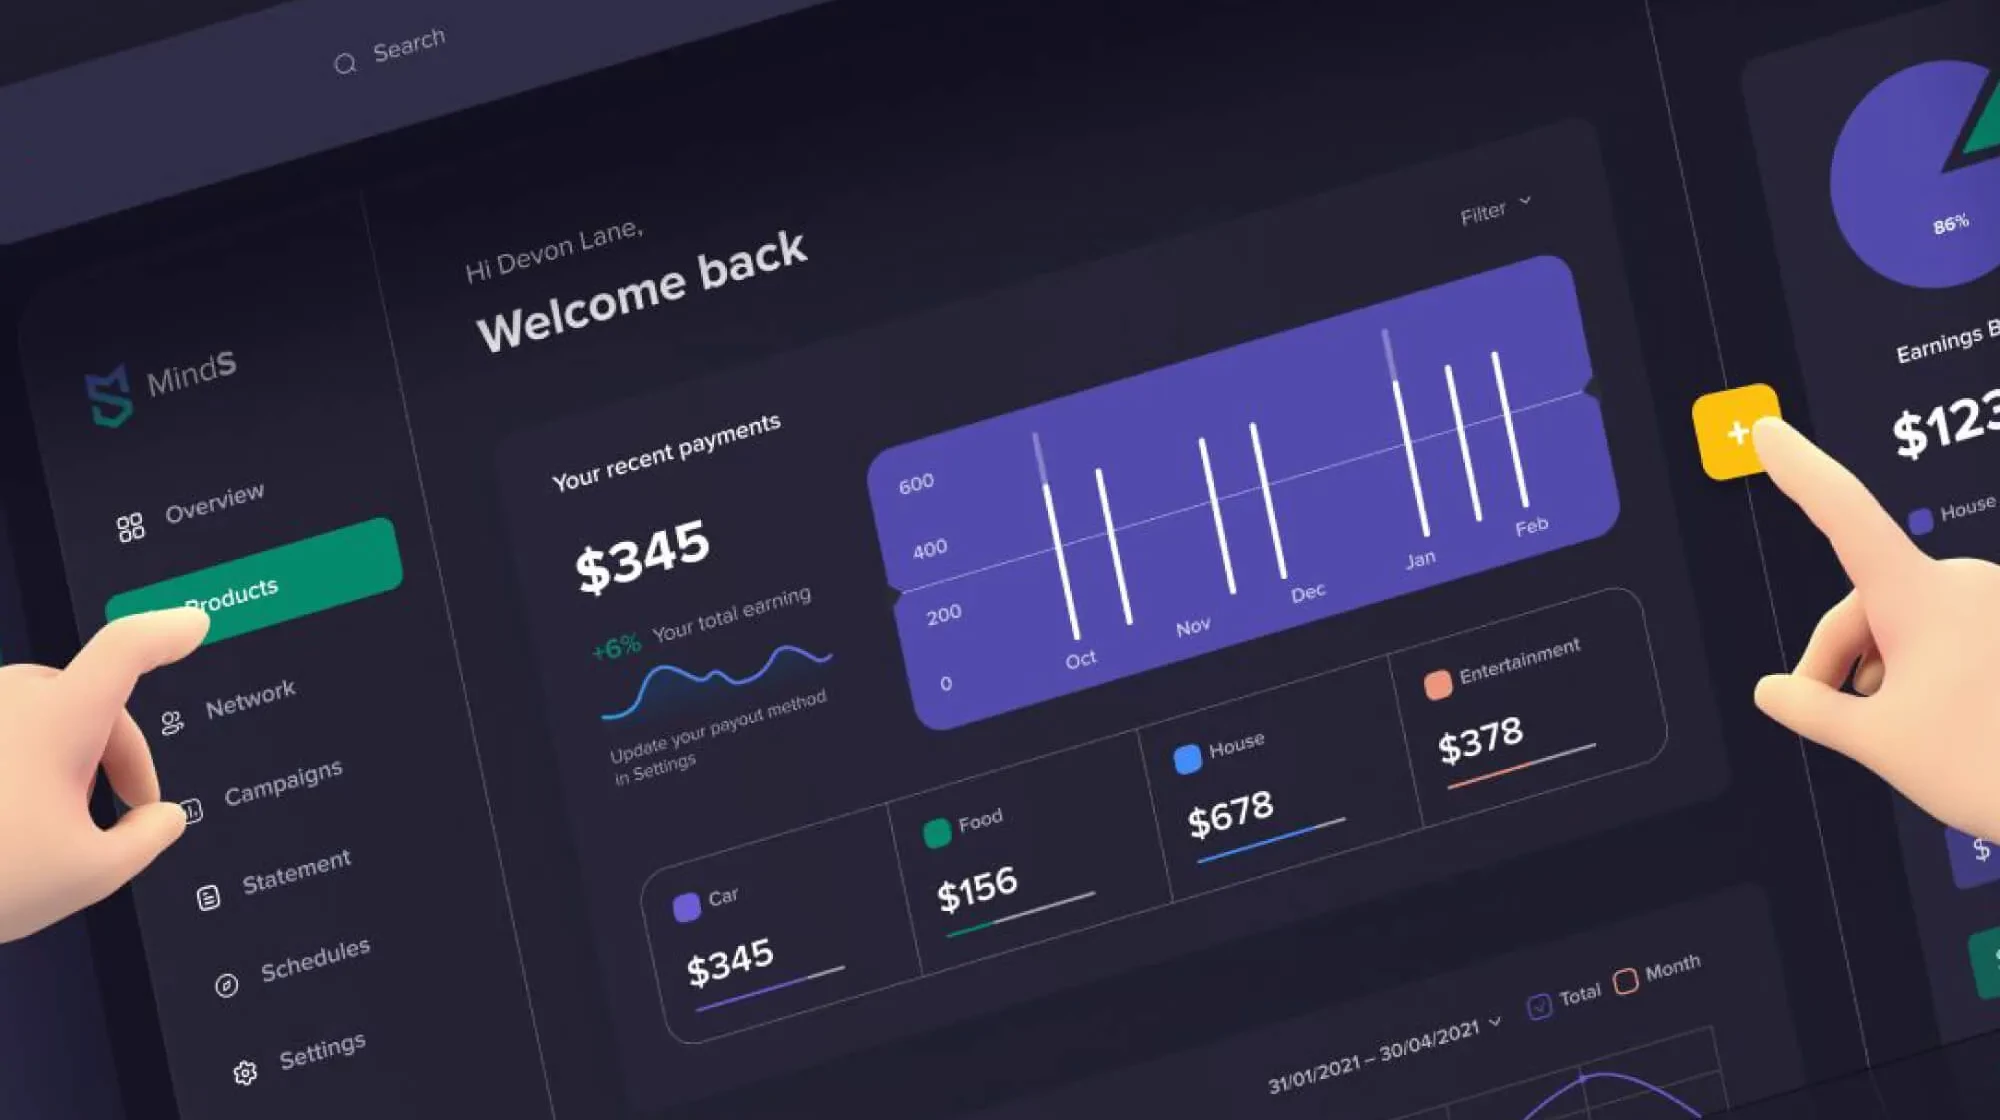 Search
Hi Devon Lane,
Welcome back
MindS
Overview
Products
Network
Campaigns
Statement
Schedules
Settings
Your recent payments
$345
+6% Your total earning
Update your payout method
in Settings
Filter
600
400
200
0
Oct
Nov
Dec
Jan
Feb
Car
$345
Food
$156
House
$678
Entertainment
$378
31/01/2021 – 30/04/2021
Total
Month
86%
+
Earnings
$123
House
$